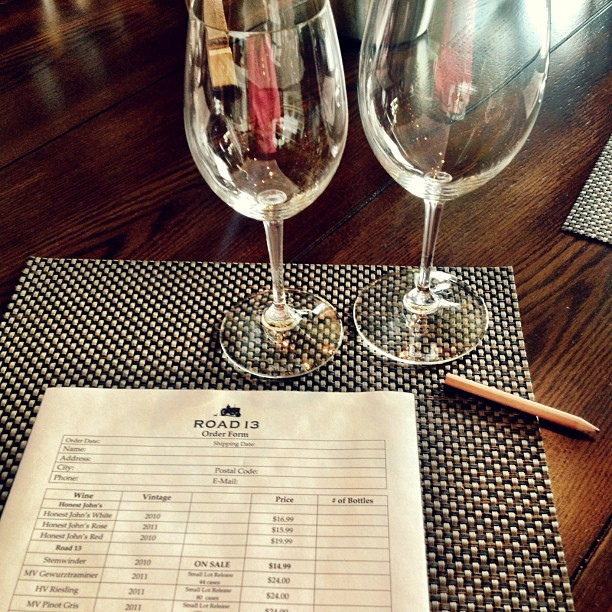 ROAD 13
Order Form
Order Date: Shipping Date:
Name:
Address:
City: Postal Code:
Phone: E-Mail:
Wine Vintage Price # of Bottles
Honest John's
Honest John's White 2010 $16.99
Honest John's Rose 2011 $15.99
Honest John's Red 2010 $19.99
Road 13
Stemwinder 2010 ON SALE $14.99
MV Gewurztraminer 2011 Small Lot Release 44 cases $24.00
HV Riesling 2011 Small Lot Release 80 cases $24.00
MV Pinot Gris 2011 Small Lot Release $24.00